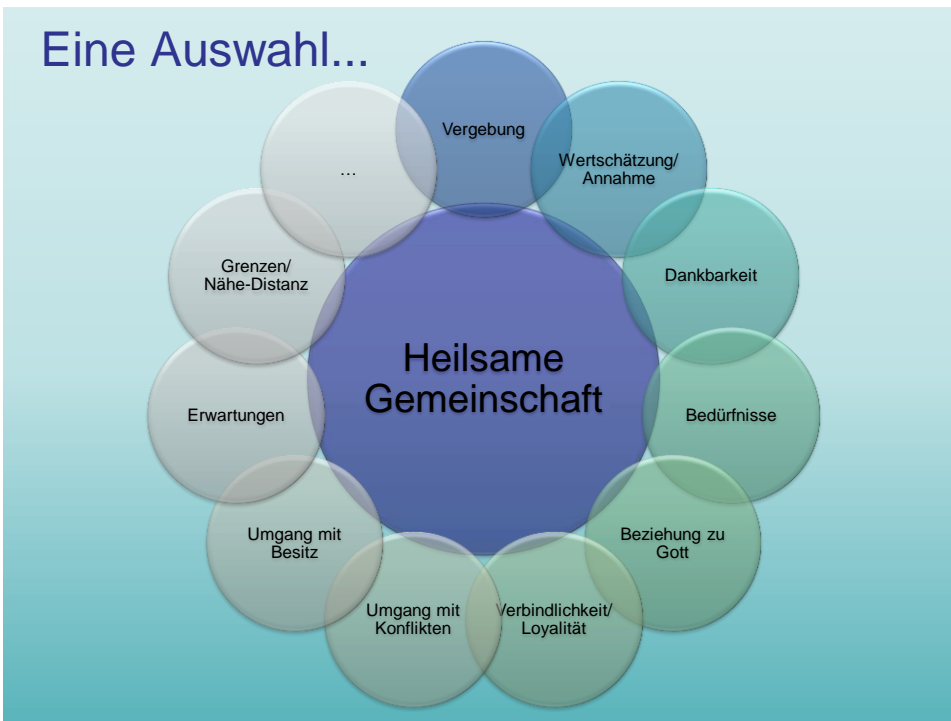 Eine Auswahl...
Vergebung
Wertschätzung/
Annahme
Dankbarkeit
Bedürfnisse
Beziehung zu
Gott
Verbindlichkeit/
Loyalität
Umgang mit
Konflikten
Umgang mit
Besitz
Erwartungen
Grenzen/
Nähe-Distanz
...
Heilsame
Gemeinschaft